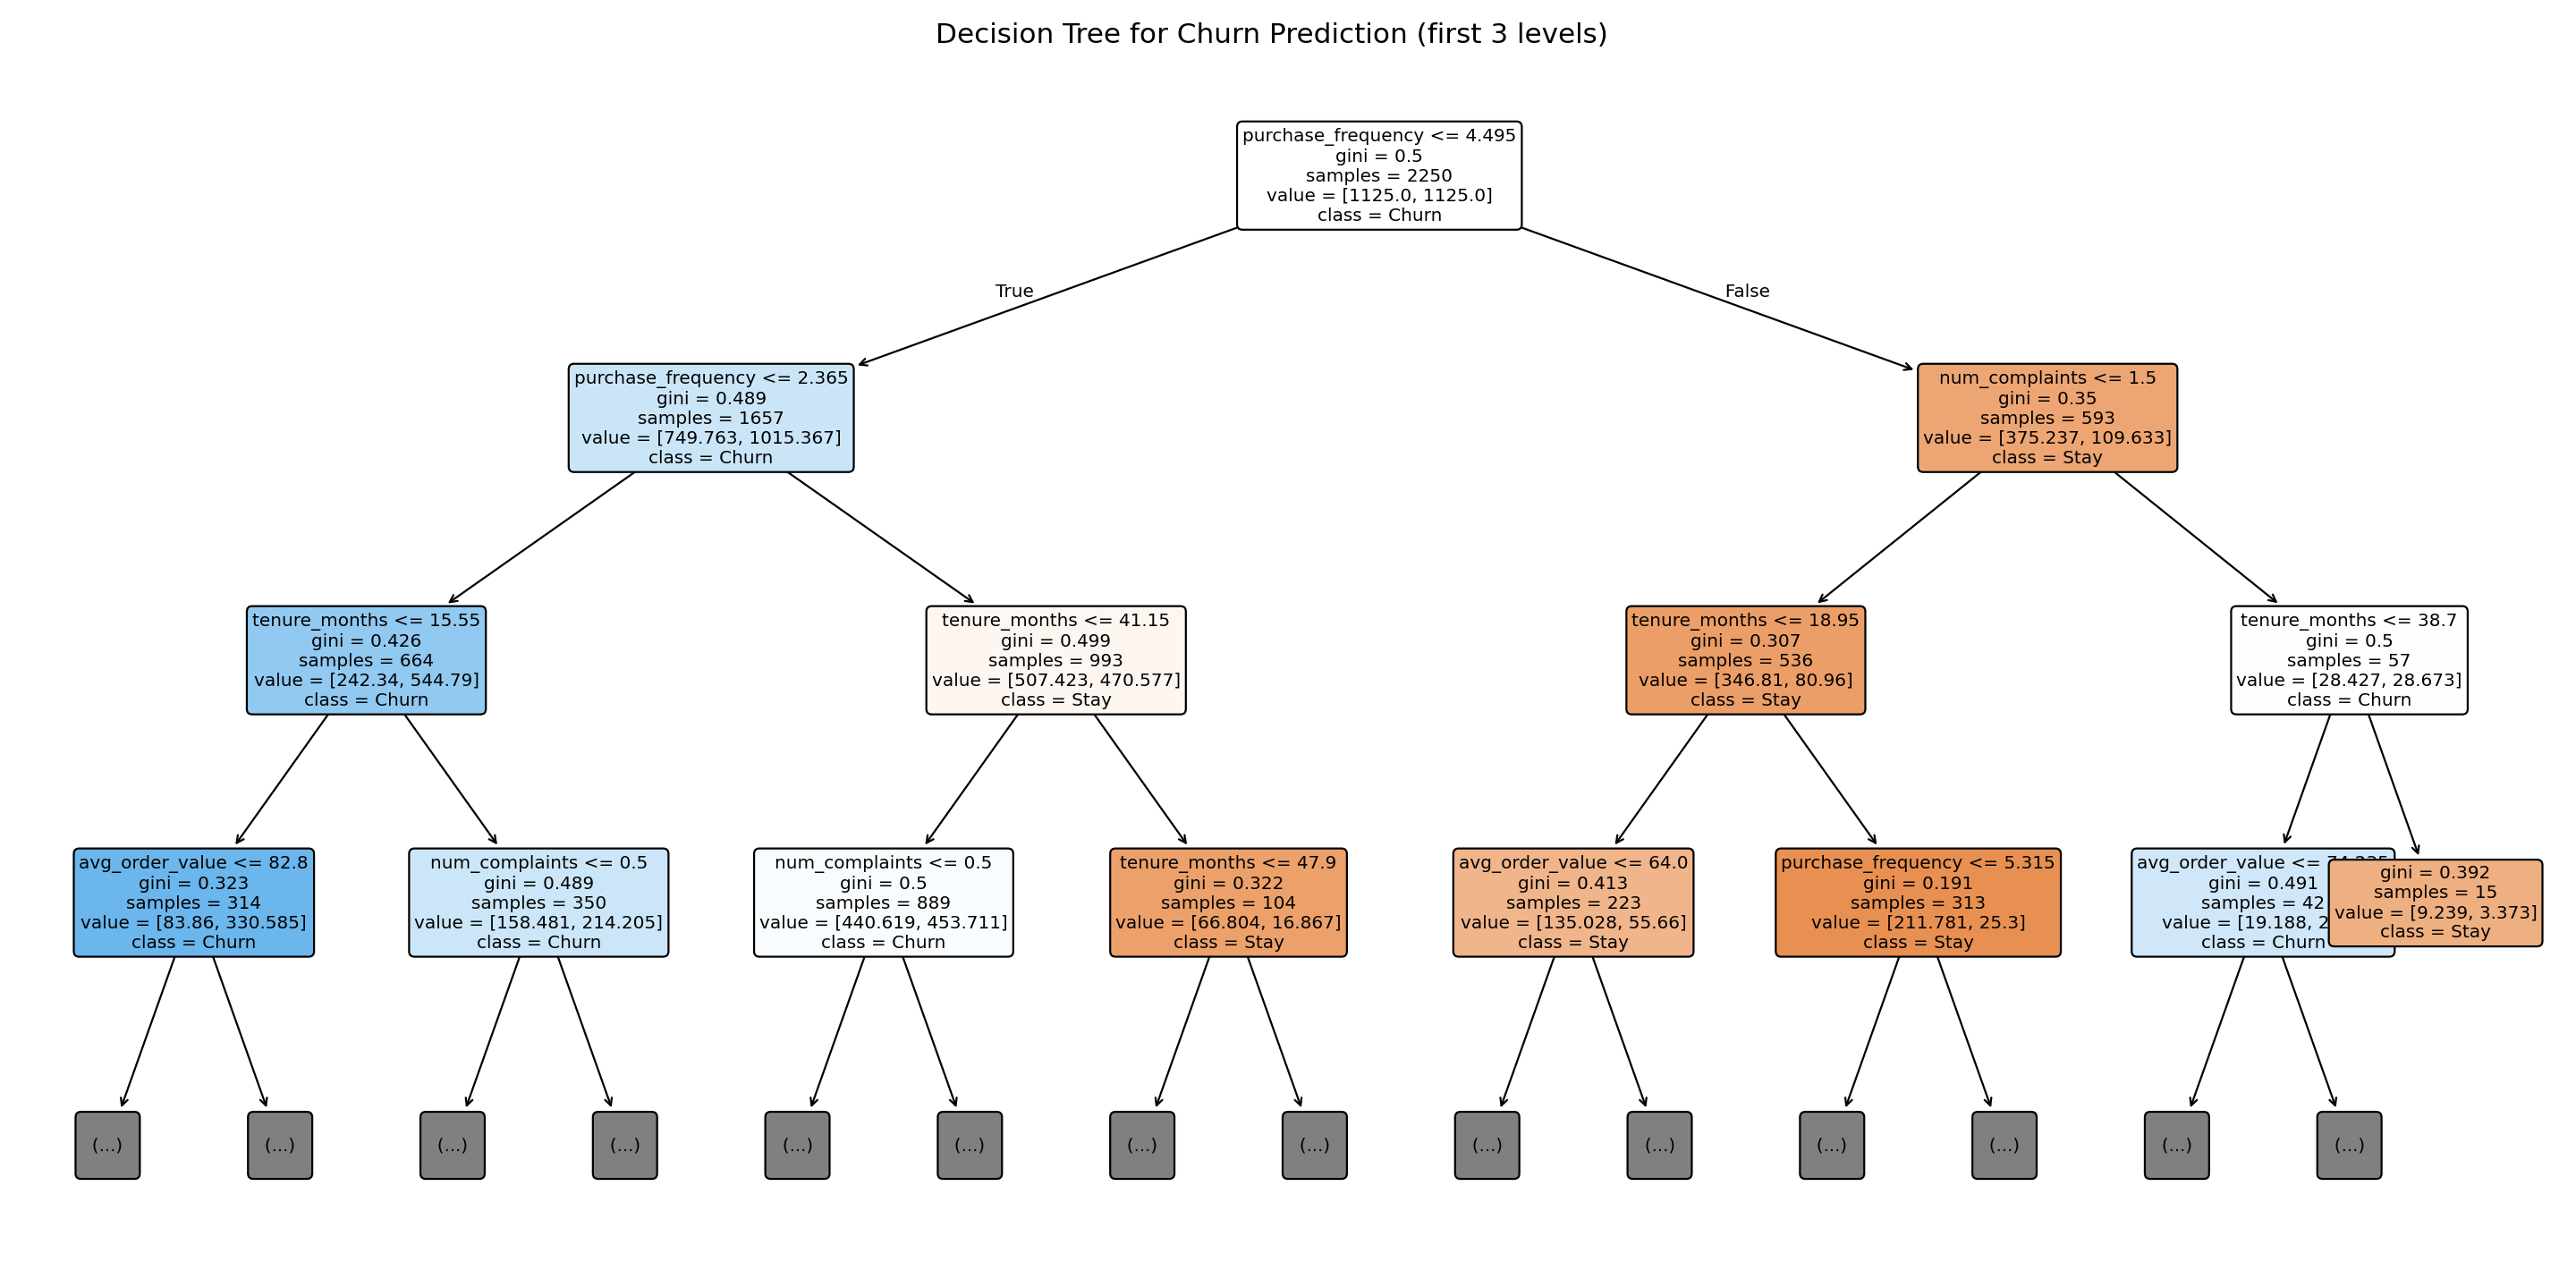 Decision Tree for Churn Prediction (first 3 levels)
purchase_frequency <= 4.495
gini = 0.5
samples = 2250
value = [1125.0, 1125.0]
class = Churn
True
False
purchase_frequency <= 2.365
gini = 0.489
samples = 1657
value = [749.763, 1015.367]
class = Churn
num_complaints <= 1.5
gini = 0.35
samples = 593
value = [375.237, 109.633]
class = Stay
tenure_months <= 15.55
gini = 0.426
samples = 664
value = [242.34, 544.79]
class = Churn
tenure_months <= 41.15
gini = 0.499
samples = 993
value = [507.423, 470.577]
class = Stay
tenure_months <= 18.95
gini = 0.307
samples = 536
value = [346.81, 80.96]
class = Stay
tenure_months <= 38.7
gini = 0.5
samples = 57
value = [28.427, 28.673]
class = Churn
avg_order_value <= 82.8
gini = 0.323
samples = 314
value = [83.86, 330.585]
class = Churn
num_complaints <= 0.5
gini = 0.489
samples = 350
value = [158.481, 214.205]
class = Churn
num_complaints <= 0.5
gini = 0.5
samples = 889
value = [440.619, 453.711]
class = Churn
tenure_months <= 47.9
gini = 0.322
samples = 104
value = [66.804, 16.867]
class = Stay
avg_order_value <= 64.0
gini = 0.413
samples = 223
value = [135.028, 55.66]
class = Stay
purchase_frequency <= 5.315
gini = 0.191
samples = 313
value = [211.781, 25.3]
class = Stay
avg_order_value <=
gini = 0.491
samples = 42
value = [19.188,
class = Churn
gini = 0.392
samples = 15
value = [9.239, 3.373]
class = Stay
(...)
(...)
(...)
(...)
(...)
(...)
(...)
(...)
(...)
(...)
(...)
(...)
(...)
(...)